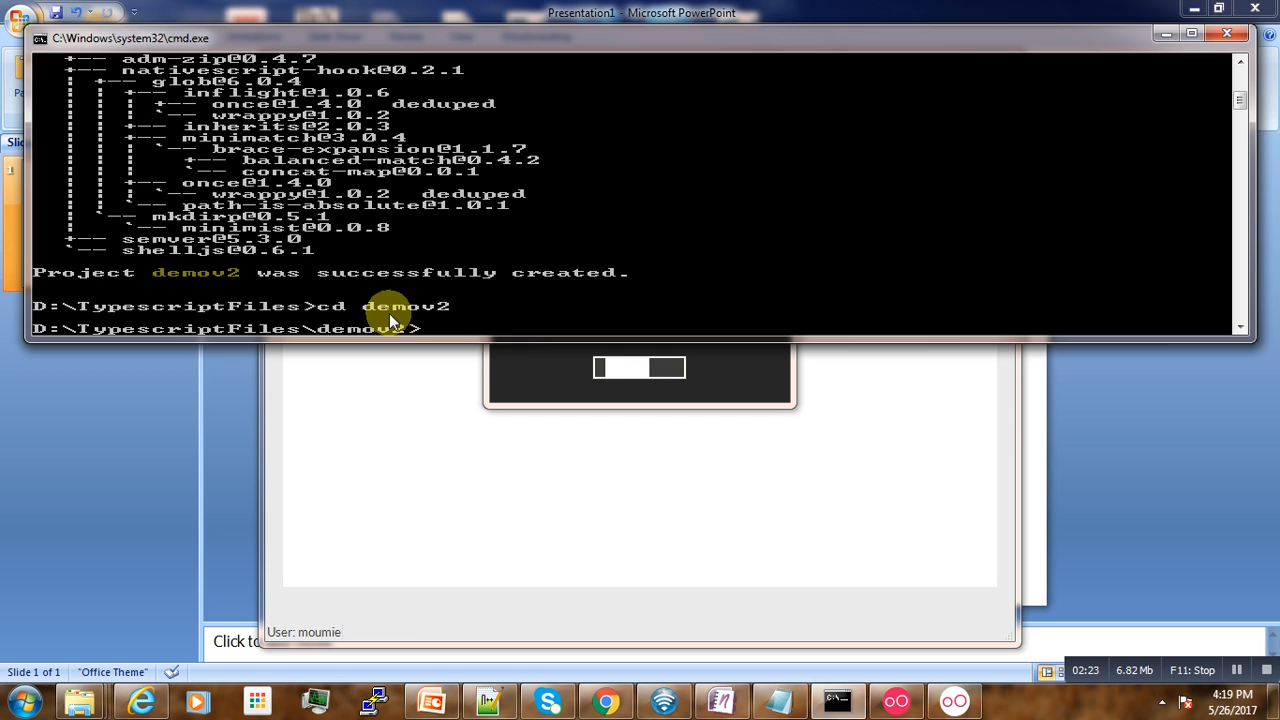 Presentation1 - Microsoft PowerPoint
C:\Windows\system32\cmd.exe
+-- adm-zip@0.4.7
+-- nativescript-hook@0.2.1
| +-- glob@6.0.4
| | +-- inflight@1.0.6
| | | +-- once@1.4.0 deduped
| | | `-- wrappy@1.0.2
| | +-- inherits@2.0.3
| | +-- minimatch@3.0.4
| | | `-- brace-expansion@1.1.7
| | |   +-- balanced-match@0.4.2
| | |   `-- concat-map@0.0.1
| | +-- once@1.4.0
| | | `-- wrappy@1.0.2 deduped
| | `-- path-is-absolute@1.0.1
| `-- mkdirp@0.5.1
|   `-- minimist@0.0.8
+-- semver@5.3.0
`-- shelljs@0.6.1
Project demov2 was successfully created.
D:\TypescriptFiles>cd demov2
D:\TypescriptFiles\demov2>
Pa
Slid
1
User: moumie
Click to
Slide 1 of 1
"Office Theme"
02:23
6.82 Mb
F11: Stop
4:19 PM
5/26/2017